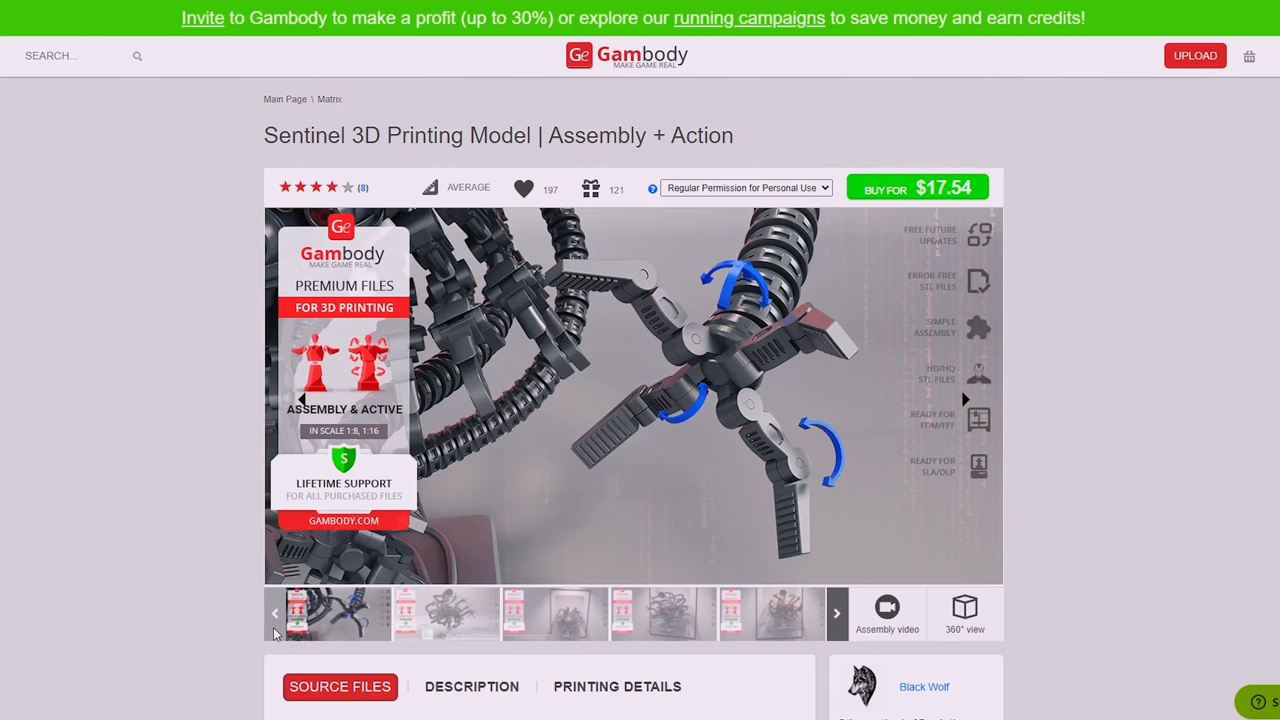 Invite to Gambody to make a profit (up to 30%) or explore our running campaigns to save money and earn credits!
SEARCH...
Ge Gambody
MAKE GAME REAL
UPLOAD
Main Page \ Matrix
Sentinel 3D Printing Model | Assembly + Action
(8)
AVERAGE
197
121
Regular Permission for Personal Use
BUY FOR $17.54
Ge
Gambody
MAKE GAME REAL
PREMIUM FILES
FOR 3D PRINTING
ASSEMBLY & ACTIVE
IN SCALE 1:8, 1:16
$
LIFETIME SUPPORT
FOR ALL PURCHASED FILES
GAMBODY.COM
FREE FUTURE
UPDATES
ERROR-FREE
STL FILES
SIMPLE
ASSEMBLY
HD/HQ
STL FILES
READY FOR
FDM/FFF
READY FOR
SLA/DLP
Assembly video
360° view
SOURCE FILES
DESCRIPTION
PRINTING DETAILS
Black Wolf